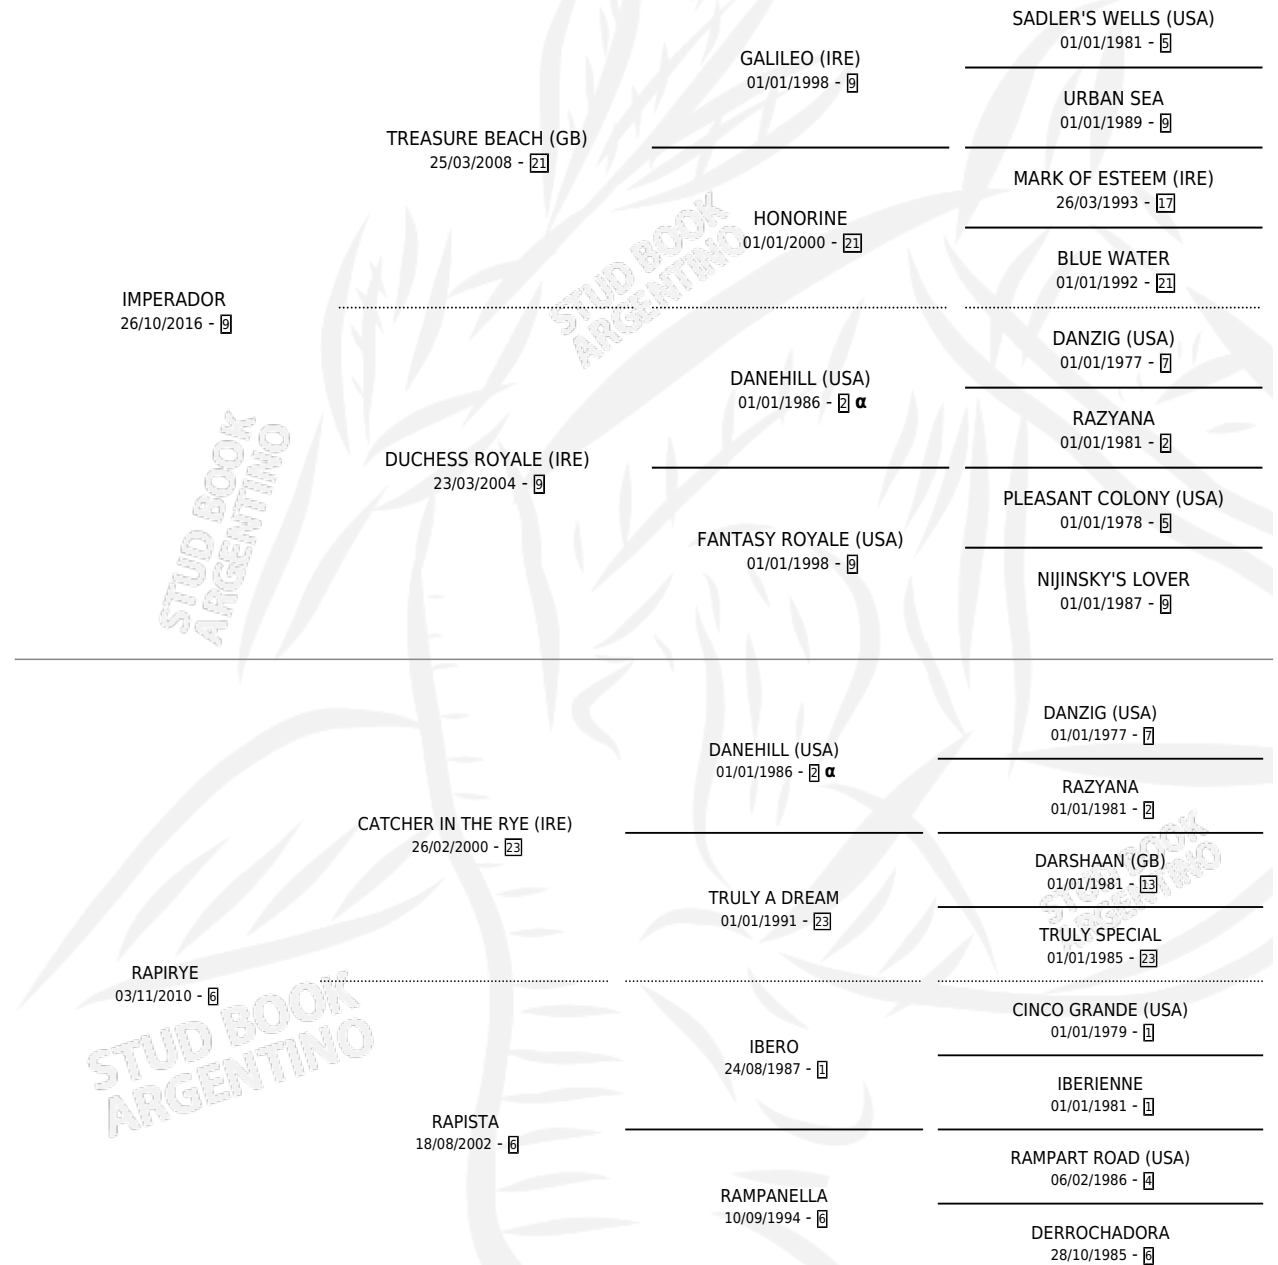 SADLER'S WELLS (USA)
01/01/1981 - 5
GALILEO (IRE)
01/01/1998 - 9
URBAN SEA
01/01/1989 - 9
TREASURE BEACH (GB)
25/03/2008 - 21
MARK OF ESTEEM (IRE)
26/03/1993 - 17
HONORINE
01/01/2000 - 21
BLUE WATER
01/01/1992 - 21
IMPERADOR
26/10/2016 - 9
DANZIG (USA)
01/01/1977 - 7
DANEHILL (USA)
01/01/1986 - 2 α
RAZYANA
01/01/1981 - 2
DUCHESS ROYALE (IRE)
23/03/2004 - 9
PLEASANT COLONY (USA)
01/01/1978 - 5
FANTASY ROYALE (USA)
01/01/1998 - 9
NIJINSKY'S LOVER
01/01/1987 - 9
DANZIG (USA)
01/01/1977 - 7
DANEHILL (USA)
01/01/1986 - 2 α
RAZYANA
01/01/1981 - 2
CATCHER IN THE RYE (IRE)
26/02/2000 - 23
DARSHAAN (GB)
01/01/1981 - 13
TRULY A DREAM
01/01/1991 - 23
TRULY SPECIAL
01/01/1985 - 23
RAPIRYE
03/11/2010 - 6
CINCO GRANDE (USA)
01/01/1979 - 1
IBERO
24/08/1987 - 1
IBERIENNE
01/01/1981 - 1
RAPISTA
18/08/2002 - 6
RAMPART ROAD (USA)
06/02/1986 - 4
RAMPANELLA
10/09/1994 - 6
DERROCHADORA
28/10/1985 - 6
STUD BOOK
ARGENTINO
STUD BOOK
ARGENTINO
STUD BOOK
ARGENTINO
STUD BOOK
ARGENTINO